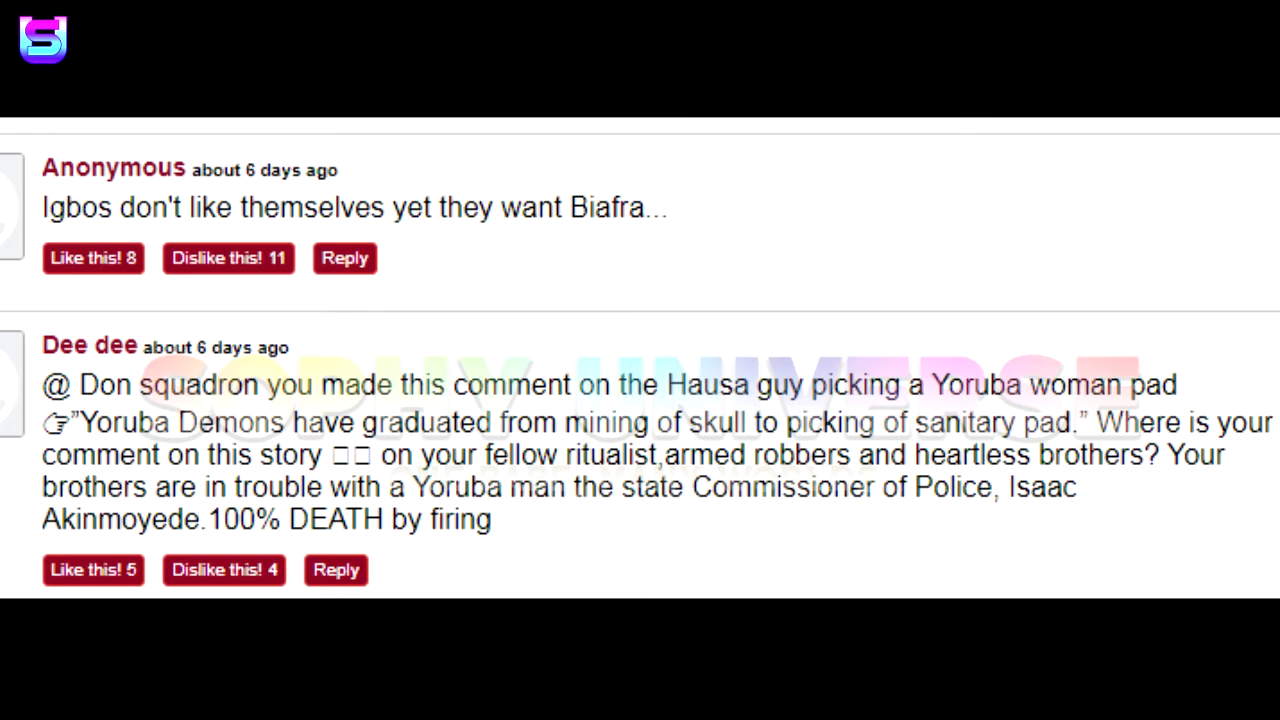 S
Anonymous about 6 days ago
Igbos don't like themselves yet they want Biafra...
Like this! 8 Dislike this! 11 Reply
Dee dee about 6 days ago
SOPHY UNIVERSE
@ Don squadron you made this comment on the Hausa guy picking a Yoruba woman pad
👉"Yoruba Demons have graduated from mining of skull to picking of sanitary pad.” Where is your
comment on this story □□ on your fellow ritualist,armed robbers and heartless brothers? Your
brothers are in trouble with a Yoruba man the state Commissioner of Police, Isaac
Akinmoyede.100% DEATH by firing
Like this! 5 Dislike this! 4 Reply